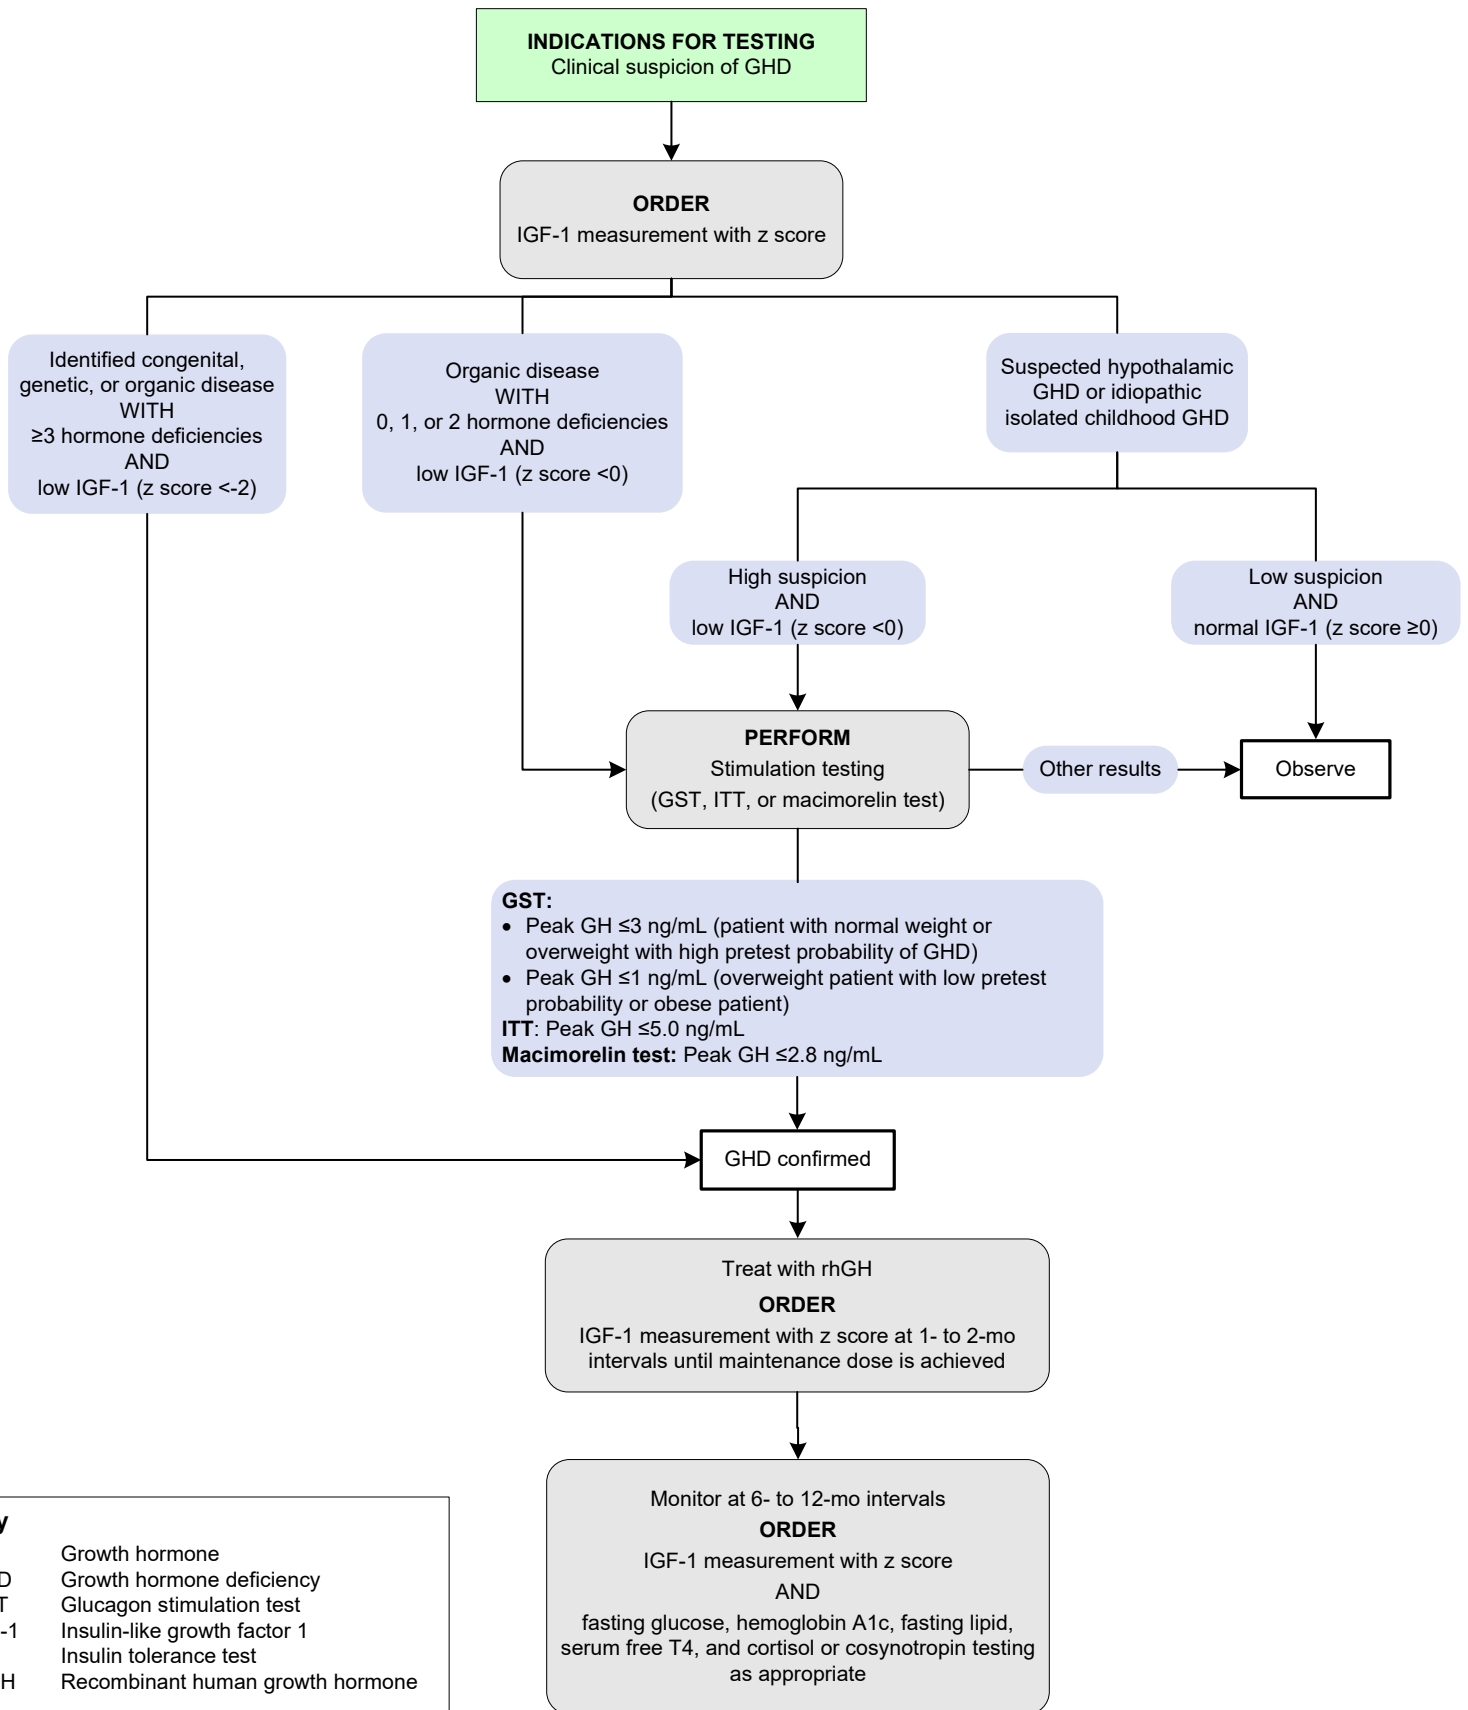 INDICATIONS FOR TESTING
Clinical suspicion of GHD
ORDER
IGF-1 measurement with z score
Identified congenital,
genetic, or organic disease
WITH
≥3 hormone deficiencies
AND
low IGF-1 (z score <-2)
Organic disease
WITH
0, 1, or 2 hormone deficiencies
AND
low IGF-1 (z score <0)
Suspected hypothalamic
GHD or idiopathic
isolated childhood GHD
High suspicion
AND
low IGF-1 (z score <0)
Low suspicion
AND
normal IGF-1 (z score ≥0)
PERFORM
Stimulation testing
(GST, ITT, or macimorelin test)
Other results
Observe
GST:
• Peak GH ≤3 ng/mL (patient with normal weight or
overweight with high pretest probability of GHD)
• Peak GH ≤1 ng/mL (overweight patient with low pretest
probability or obese patient)
ITT: Peak GH ≤5.0 ng/mL
Macimorelin test: Peak GH ≤2.8 ng/mL
GHD confirmed
Treat with rhGH
ORDER
IGF-1 measurement with z score at 1- to 2-mo
intervals until maintenance dose is achieved
Monitor at 6- to 12-mo intervals
ORDER
IGF-1 measurement with z score
AND
fasting glucose, hemoglobin A1c, fasting lipid,
serum free T4, and cortisol or cosynotropin testing
as appropriate
y
Growth hormone
D Growth hormone deficiency
T Glucagon stimulation test
-1 Insulin-like growth factor 1
Insulin tolerance test
H Recombinant human growth hormone